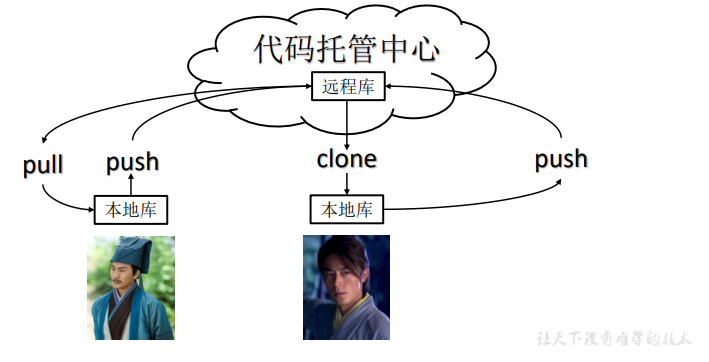 代码托管中心
远程库
pull
push
clone
push
本地库
本地库
让天下没有难学的技术